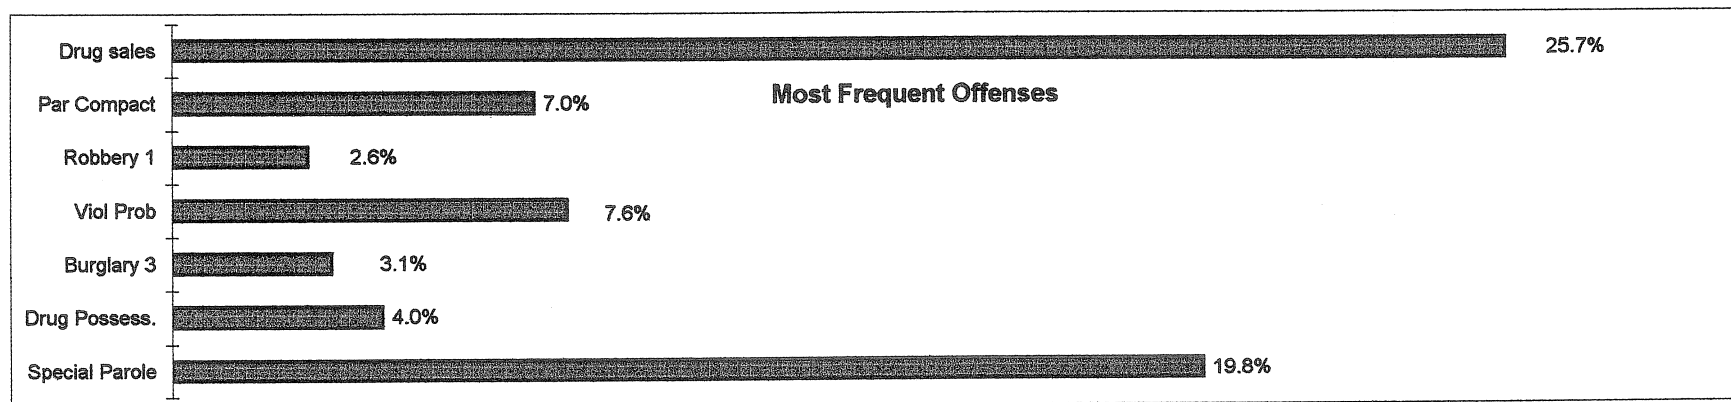 Most Frequent Offenses
Drug sales 25.7%
Par Compact 7.0%
Robbery 1 2.6%
Viol Prob 7.6%
Burglary 3 3.1%
Drug Possess. 4.0%
Special Parole 19.8%